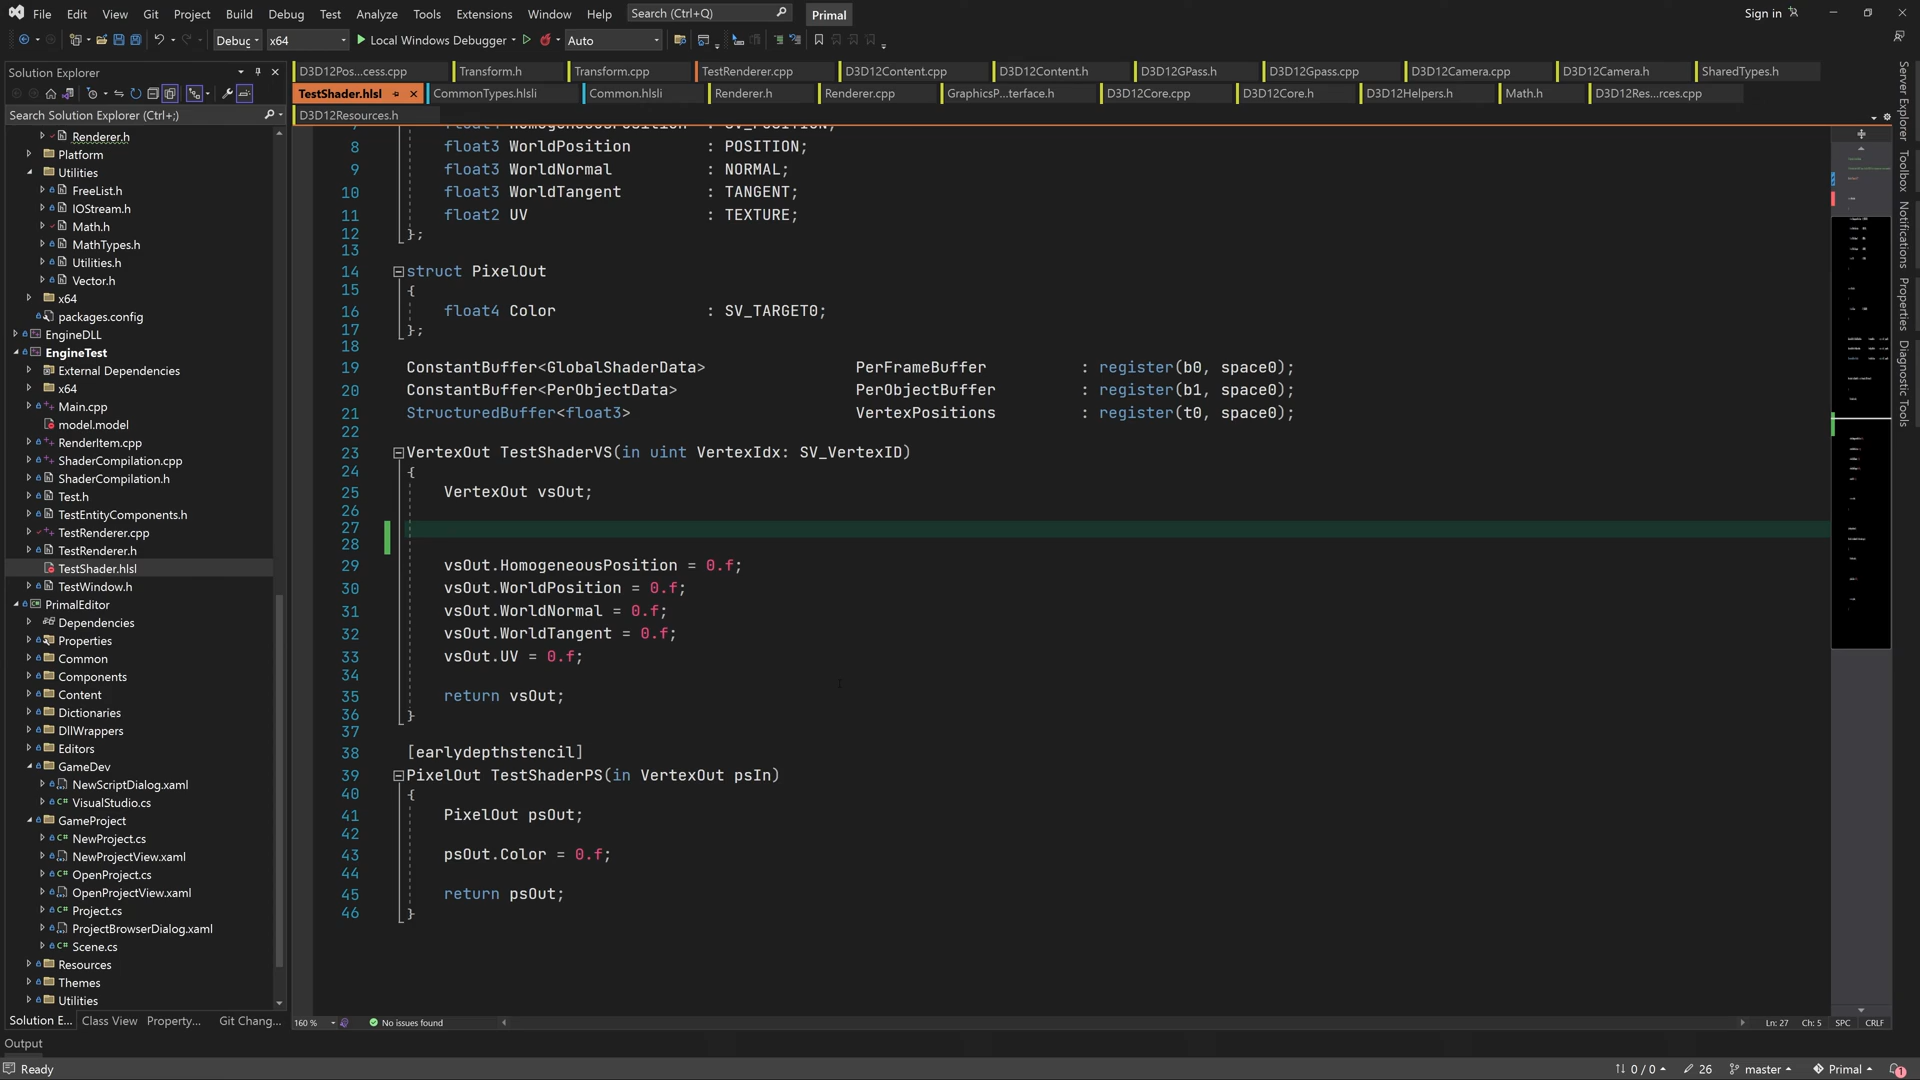 File Edit View Git Project Build Debug Test Analyze Tools Extensions Window Help Search (Ctrl+Q) Primal Sign in
Debug x64 Local Windows Debugger Auto
Solution Explorer
Search Solution Explorer (Ctrl+;)
Renderer.h
Platform
Utilities
FreeList.h
IOStream.h
Math.h
MathTypes.h
Utilities.h
Vector.h
x64
packages.config
EngineDLL
EngineTest
External Dependencies
x64
Main.cpp
model.model
RenderItem.cpp
ShaderCompilation.cpp
ShaderCompilation.h
Test.h
TestEntityComponents.h
TestRenderer.cpp
TestRenderer.h
TestShader.hlsl
TestWindow.h
PrimalEditor
Dependencies
Properties
Common
Components
Content
Dictionaries
DllWrappers
Editors
GameDev
NewScriptDialog.xaml
VisualStudio.cs
GameProject
NewProject.cs
NewProjectView.xaml
OpenProject.cs
OpenProjectView.xaml
Project.cs
ProjectBrowserDialog.xaml
Scene.cs
Resources
Themes
Utilities
Solution E... Class View Property... Git Chang...
D3D12Pos...cess.cpp Transform.h Transform.cpp TestRenderer.cpp D3D12Content.cpp D3D12Content.h D3D12GPass.h D3D12Gpass.cpp D3D12Camera.cpp D3D12Camera.h SharedTypes.h
TestShader.hlsl CommonTypes.hlsli Common.hlsli Renderer.h Renderer.cpp GraphicsP...terface.h D3D12Core.cpp D3D12Core.h D3D12Helpers.h Math.h D3D12Res...rces.cpp
D3D12Resources.h
7 float4 HomogeneousPosition : SV_POSITION;
8 float3 WorldPosition : POSITION;
9 float3 WorldNormal : NORMAL;
10 float3 WorldTangent : TANGENT;
11 float2 UV : TEXTURE;
12 };
13
14 struct PixelOut
15 {
16 float4 Color : SV_TARGET0;
17 };
18
19 ConstantBuffer<GlobalShaderData> PerFrameBuffer : register(b0, space0);
20 ConstantBuffer<PerObjectData> PerObjectBuffer : register(b1, space0);
21 StructuredBuffer<float3> VertexPositions : register(t0, space0);
22
23 VertexOut TestShaderVS(in uint VertexIdx: SV_VertexID)
24 {
25 VertexOut vsOut;
26
27
28
29 vsOut.HomogeneousPosition = 0.f;
30 vsOut.WorldPosition = 0.f;
31 vsOut.WorldNormal = 0.f;
32 vsOut.WorldTangent = 0.f;
33 vsOut.UV = 0.f;
34
35 return vsOut;
36 }
37
38 [earlydepthstencil]
39 PixelOut TestShaderPS(in VertexOut psIn)
40 {
41 PixelOut psOut;
42
43 psOut.Color = 0.f;
44
45 return psOut;
46 }
160 % No issues found Ln: 27 Ch: 5 SPC CRLF
Server Explorer
Toolbox
Notifications
Properties
Diagnostic Tools
Output
Ready 0 / 0 26 master Primal 1